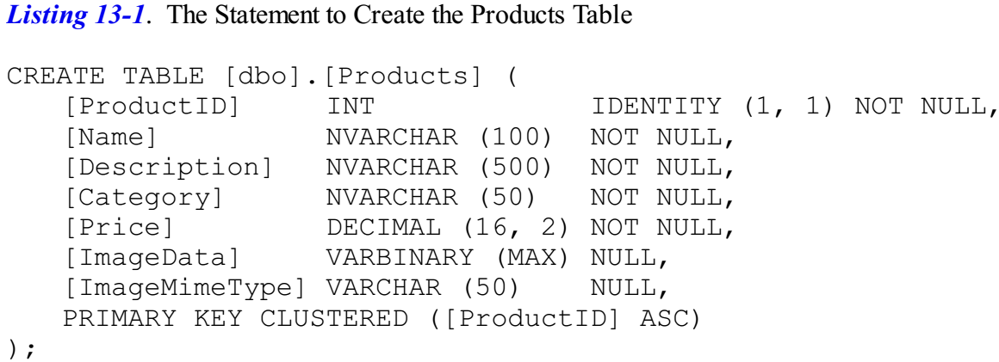 Listing 13-1. The Statement to Create the Products Table
CREATE TABLE [dbo].[Products] (
    [ProductID]     INT             IDENTITY (1, 1) NOT NULL,
    [Name]          NVARCHAR (100)  NOT NULL,
    [Description]   NVARCHAR (500)  NOT NULL,
    [Category]      NVARCHAR (50)   NOT NULL,
    [Price]         DECIMAL (16, 2) NOT NULL,
    [ImageData]     VARBINARY (MAX) NULL,
    [ImageMimeType] VARCHAR (50)    NULL,
    PRIMARY KEY CLUSTERED ([ProductID] ASC)
);